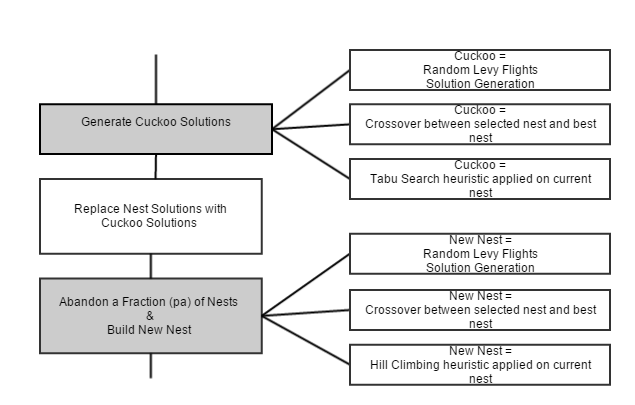 Generate Cuckoo Solutions
Cuckoo =
Random Levy Flights
Solution Generation
Cuckoo =
Crossover between selected nest and best
nest
Cuckoo =
Tabu Search heuristic applied on current
nest
Replace Nest Solutions with
Cuckoo Solutions
Abandon a Fraction (pa) of Nests
&
Build New Nest
New Nest =
Random Levy Flights
Solution Generation
New Nest =
Crossover between selected nest and best
nest
New Nest =
Hill Climbing heuristic applied on current
nest